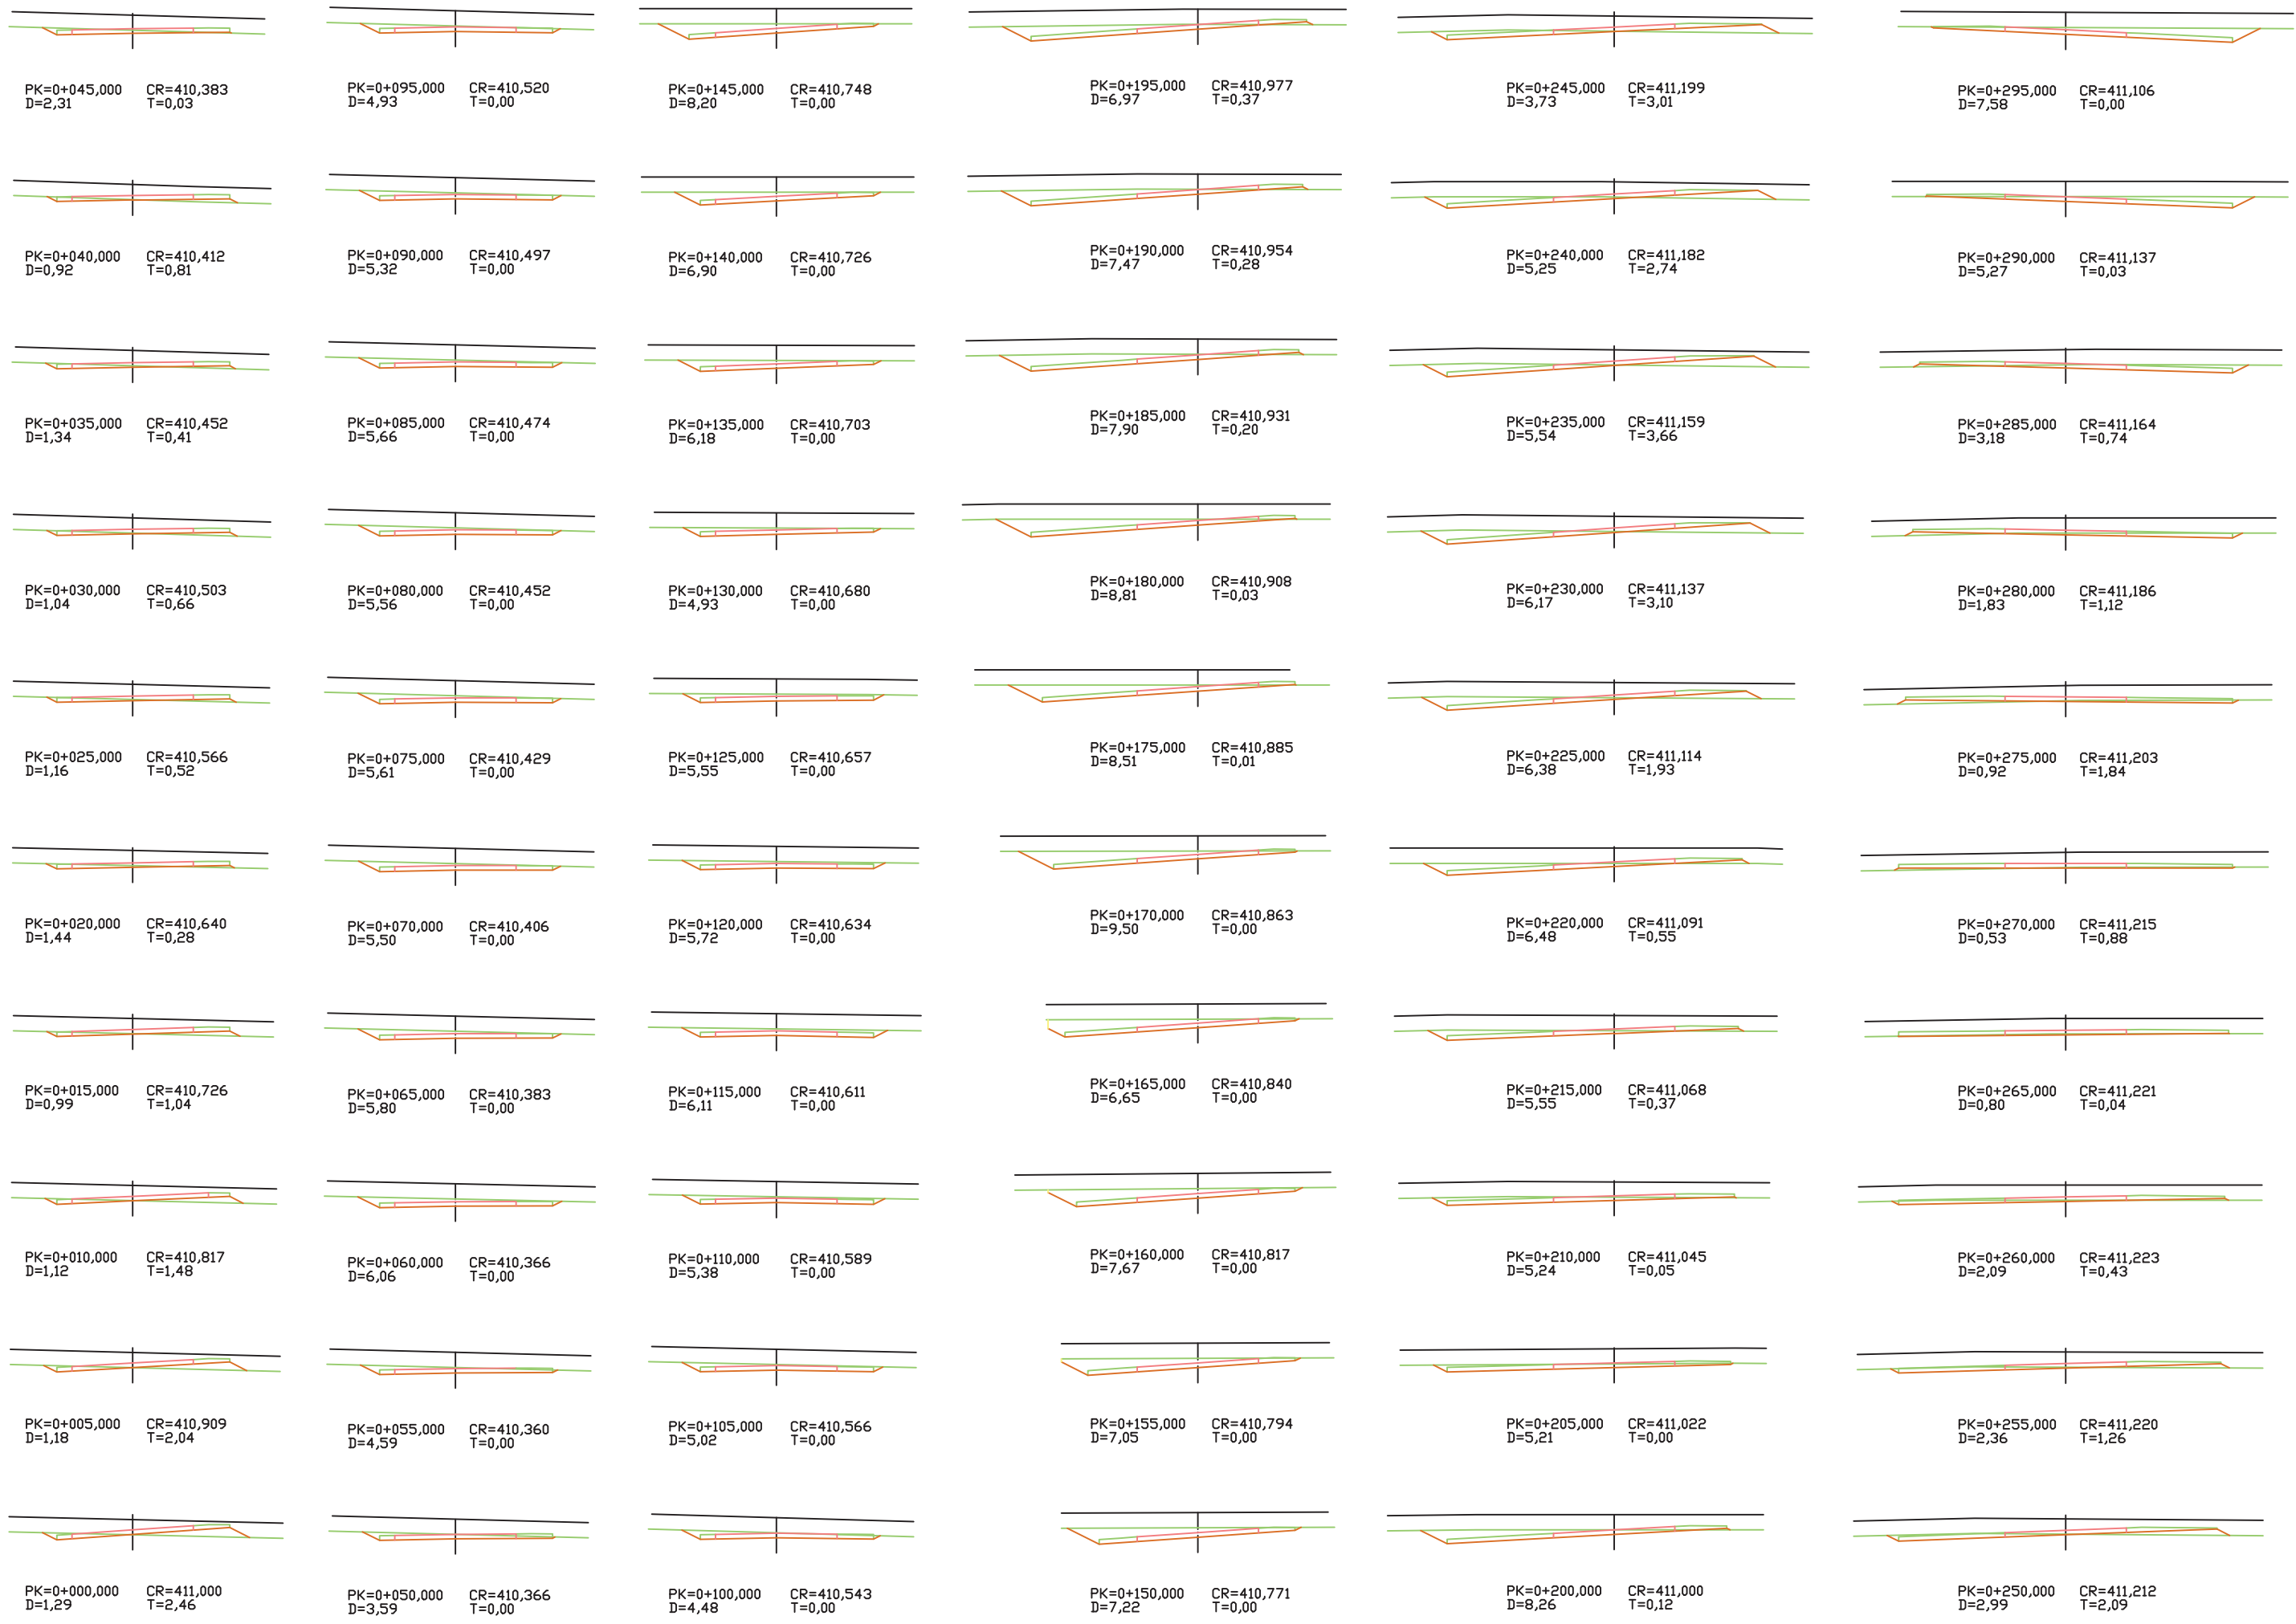 PK=0+045,000 CR=410,383
D=2,31 T=0,03
PK=0+095,000 CR=410,520
D=4,93 T=0,00
PK=0+145,000 CR=410,748
D=8,20 T=0,00
PK=0+195,000 CR=410,977
D=6,97 T=0,37
PK=0+245,000 CR=411,199
D=3,73 T=3,01
PK=0+295,000 CR=411,106
D=7,58 T=0,00
PK=0+040,000 CR=410,412
D=0,92 T=0,81
PK=0+090,000 CR=410,497
D=5,32 T=0,00
PK=0+140,000 CR=410,726
D=6,90 T=0,00
PK=0+190,000 CR=410,954
D=7,47 T=0,28
PK=0+240,000 CR=411,182
D=5,25 T=2,74
PK=0+290,000 CR=411,137
D=5,27 T=0,03
PK=0+035,000 CR=410,452
D=1,34 T=0,41
PK=0+085,000 CR=410,474
D=5,66 T=0,00
PK=0+135,000 CR=410,703
D=6,18 T=0,00
PK=0+185,000 CR=410,931
D=7,90 T=0,20
PK=0+235,000 CR=411,159
D=5,54 T=3,66
PK=0+285,000 CR=411,164
D=3,18 T=0,74
PK=0+030,000 CR=410,503
D=1,04 T=0,66
PK=0+080,000 CR=410,452
D=5,56 T=0,00
PK=0+130,000 CR=410,680
D=4,93 T=0,00
PK=0+180,000 CR=410,908
D=8,81 T=0,03
PK=0+230,000 CR=411,137
D=6,17 T=3,10
PK=0+280,000 CR=411,186
D=1,83 T=1,12
PK=0+025,000 CR=410,566
D=1,16 T=0,52
PK=0+075,000 CR=410,429
D=5,61 T=0,00
PK=0+125,000 CR=410,657
D=5,55 T=0,00
PK=0+175,000 CR=410,885
D=8,51 T=0,01
PK=0+225,000 CR=411,114
D=6,38 T=1,93
PK=0+275,000 CR=411,203
D=0,92 T=1,84
PK=0+020,000 CR=410,640
D=1,44 T=0,28
PK=0+070,000 CR=410,406
D=5,50 T=0,00
PK=0+120,000 CR=410,634
D=5,72 T=0,00
PK=0+170,000 CR=410,863
D=9,50 T=0,00
PK=0+220,000 CR=411,091
D=6,48 T=0,55
PK=0+270,000 CR=411,215
D=0,53 T=0,88
PK=0+015,000 CR=410,726
D=0,99 T=1,04
PK=0+065,000 CR=410,383
D=5,80 T=0,00
PK=0+115,000 CR=410,611
D=6,11 T=0,00
PK=0+165,000 CR=410,840
D=6,65 T=0,00
PK=0+215,000 CR=411,068
D=5,55 T=0,37
PK=0+265,000 CR=411,221
D=0,80 T=0,04
PK=0+010,000 CR=410,817
D=1,12 T=1,48
PK=0+060,000 CR=410,366
D=6,06 T=0,00
PK=0+110,000 CR=410,589
D=5,38 T=0,00
PK=0+160,000 CR=410,817
D=7,67 T=0,00
PK=0+210,000 CR=411,045
D=5,24 T=0,05
PK=0+260,000 CR=411,223
D=2,09 T=0,43
PK=0+005,000 CR=410,909
D=1,18 T=2,04
PK=0+055,000 CR=410,360
D=4,59 T=0,00
PK=0+105,000 CR=410,566
D=5,02 T=0,00
PK=0+155,000 CR=410,794
D=7,05 T=0,00
PK=0+205,000 CR=411,022
D=5,21 T=0,00
PK=0+255,000 CR=411,220
D=2,36 T=1,26
PK=0+000,000 CR=411,000
D=1,29 T=2,46
PK=0+050,000 CR=410,366
D=3,59 T=0,00
PK=0+100,000 CR=410,543
D=4,48 T=0,00
PK=0+150,000 CR=410,771
D=7,22 T=0,00
PK=0+200,000 CR=411,000
D=8,26 T=0,12
PK=0+250,000 CR=411,212
D=2,99 T=2,09